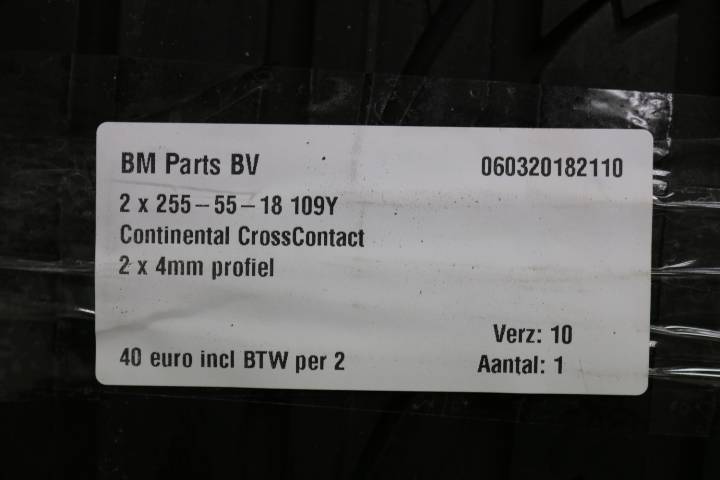 BM Parts BV 060320182110
2 x 255-55-18 109Y
Continental CrossContact
2 x 4mm profiel
Verz: 10
40 euro incl BTW per 2 Aantal: 1